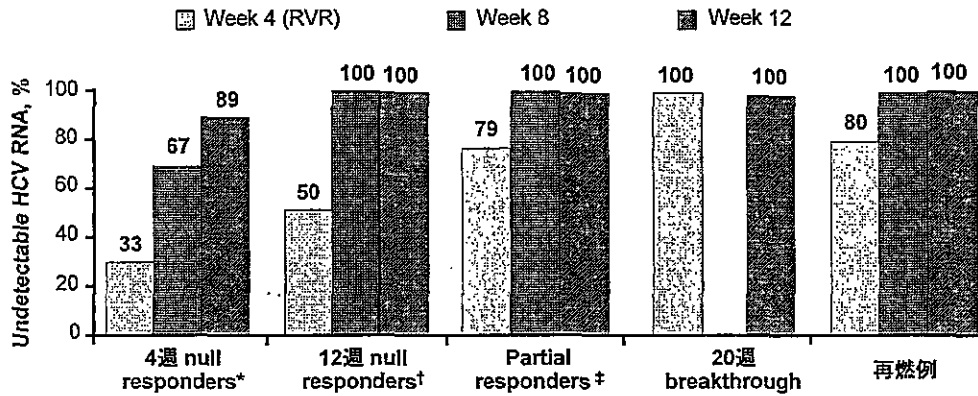 Week 4 (RVR) Week 8 Week 12
Undetectable HCV RNA, %
100
80
60
40
20
0
33 67 89
50 100 100
79 100 100
100 100
80 100 100
4週 null
responders*
12週 null
responders†
Partial
responders‡
20週
breakthrough
再燃例